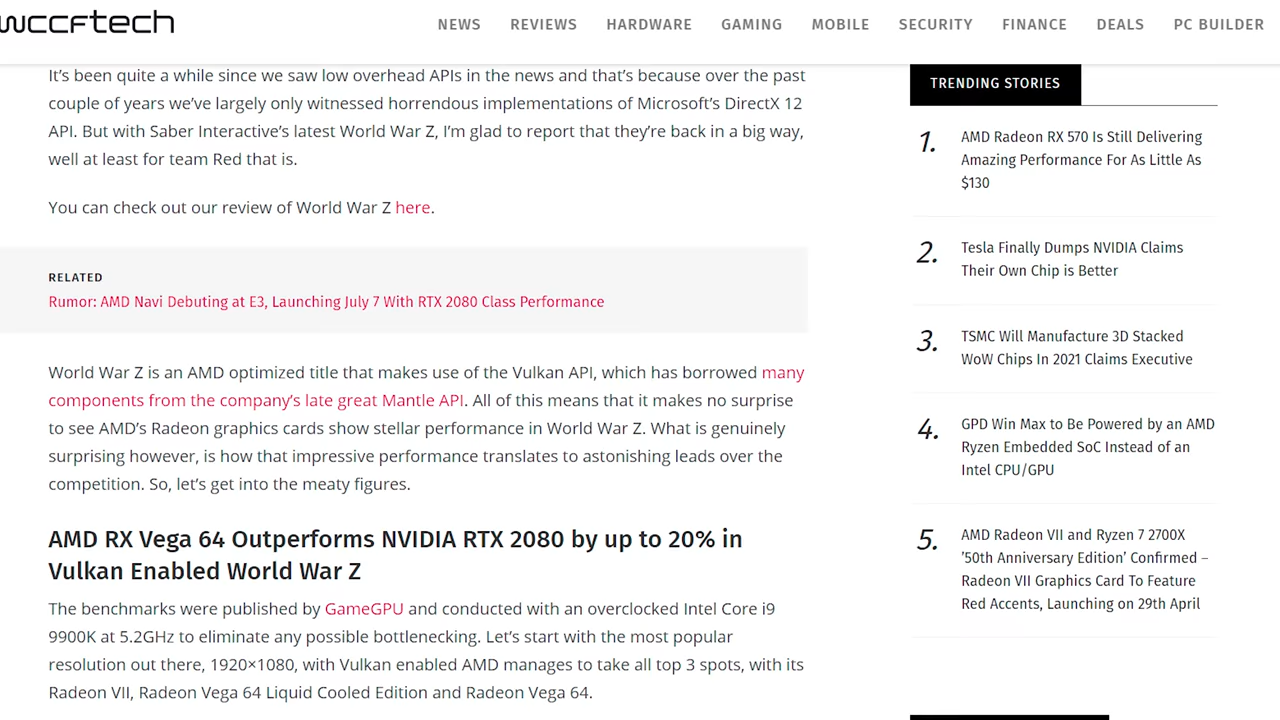 wccftech
NEWS REVIEWS HARDWARE GAMING MOBILE SECURITY FINANCE DEALS PC BUILDER
It's been quite a while since we saw low overhead APIs in the news and that's because over the past
couple of years we've largely only witnessed horrendous implementations of Microsoft's DirectX 12
API. But with Saber Interactive's latest World War Z, I'm glad to report that they're back in a big way,
well at least for team Red that is.
You can check out our review of World War Z here.
RELATED
Rumor: AMD Navi Debuting at E3, Launching July 7 With RTX 2080 Class Performance
World War Z is an AMD optimized title that makes use of the Vulkan API, which has borrowed many
components from the company's late great Mantle API. All of this means that it makes no surprise
to see AMD's Radeon graphics cards show stellar performance in World War Z. What is genuinely
surprising however, is how that impressive performance translates to astonishing leads over the
competition. So, let's get into the meaty figures.
AMD RX Vega 64 Outperforms NVIDIA RTX 2080 by up to 20% in
Vulkan Enabled World War Z
The benchmarks were published by GameGPU and conducted with an overclocked Intel Core i9
9900K at 5.2GHz to eliminate any possible bottlenecking. Let's start with the most popular
resolution out there, 1920×1080, with Vulkan enabled AMD manages to take all top 3 spots, with its
Radeon VII, Radeon Vega 64 Liquid Cooled Edition and Radeon Vega 64.
TRENDING STORIES
1. AMD Radeon RX 570 Is Still Delivering
Amazing Performance For As Little As
$130
2. Tesla Finally Dumps NVIDIA Claims
Their Own Chip is Better
3. TSMC Will Manufacture 3D Stacked
WoW Chips In 2021 Claims Executive
4. GPD Win Max to Be Powered by an AMD
Ryzen Embedded SoC Instead of an
Intel CPU/GPU
5. AMD Radeon VII and Ryzen 7 2700X
'50th Anniversary Edition' Confirmed –
Radeon VII Graphics Card To Feature
Red Accents, Launching on 29th April